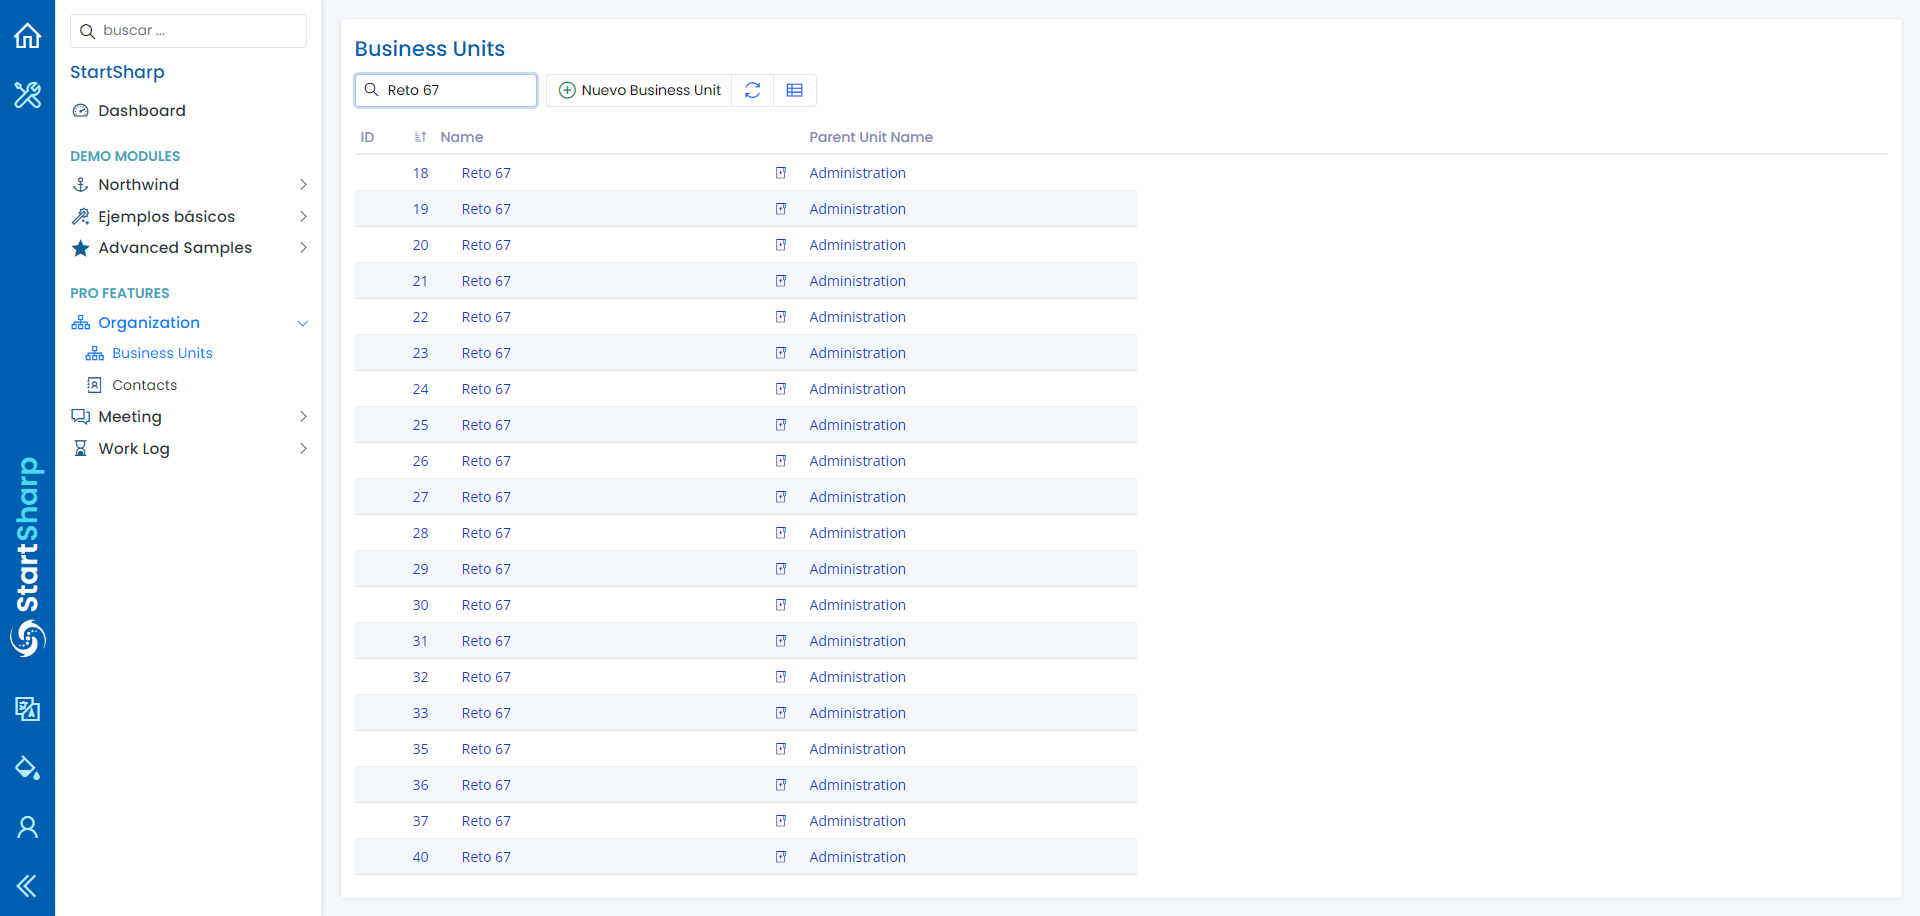 buscar ...
StartSharp
Dashboard
DEMO MODULES
Northwind
Ejemplos básicos
Advanced Samples
PRO FEATURES
Organization
Business Units
Contacts
Meeting
Work Log
StartSharp
Business Units
Reto 67
Nuevo Business Unit
ID Name Parent Unit Name
18 Reto 67 Administration
19 Reto 67 Administration
20 Reto 67 Administration
21 Reto 67 Administration
22 Reto 67 Administration
23 Reto 67 Administration
24 Reto 67 Administration
25 Reto 67 Administration
26 Reto 67 Administration
27 Reto 67 Administration
28 Reto 67 Administration
29 Reto 67 Administration
30 Reto 67 Administration
31 Reto 67 Administration
32 Reto 67 Administration
33 Reto 67 Administration
35 Reto 67 Administration
36 Reto 67 Administration
37 Reto 67 Administration
40 Reto 67 Administration